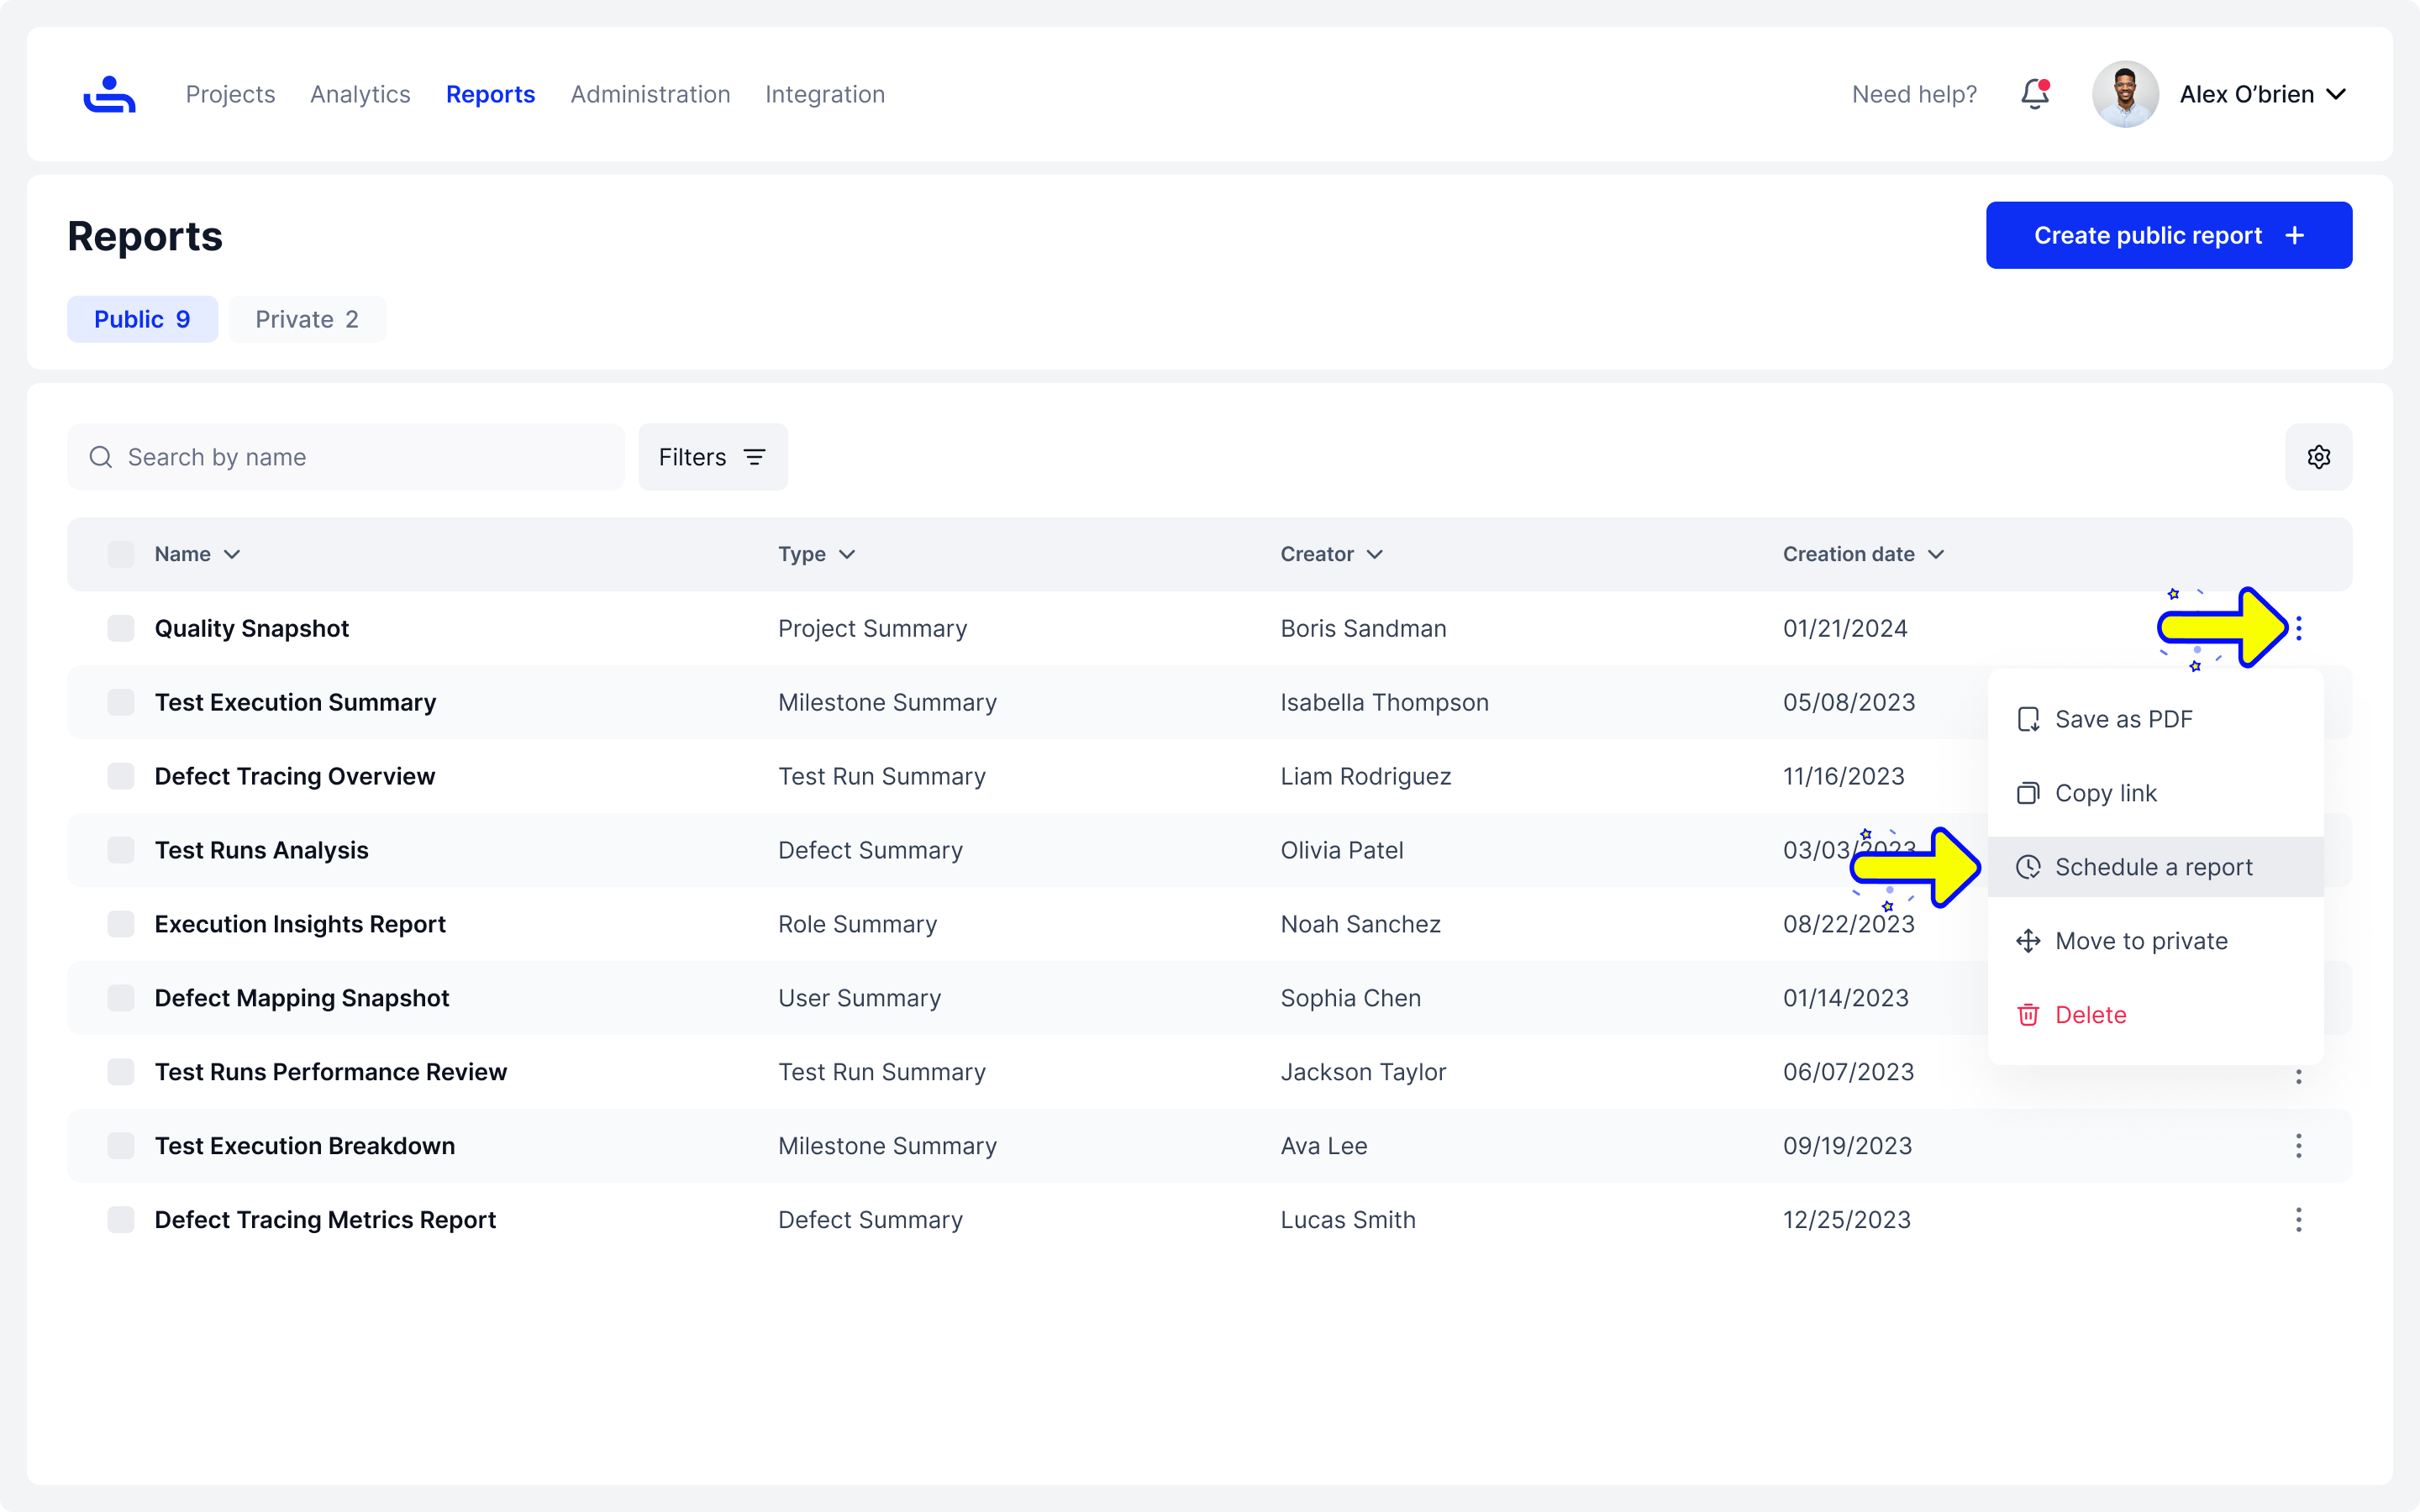 Projects Analytics Reports Administration Integration Need help? Alex O’brien
Reports
Create public report
Public 9 Private 2
Search by name Filters
Name Type Creator Creation date
Quality Snapshot Project Summary Boris Sandman 01/21/2024
Test Execution Summary Milestone Summary Isabella Thompson 05/08/2023
Save as PDF
Defect Tracing Overview Test Run Summary Liam Rodriguez 11/16/2023
Copy link
Test Runs Analysis Defect Summary Olivia Patel 03/03/2023
Schedule a report
Execution Insights Report Role Summary Noah Sanchez 08/22/2023
Move to private
Defect Mapping Snapshot User Summary Sophia Chen 01/14/2023
Delete
Test Runs Performance Review Test Run Summary Jackson Taylor 06/07/2023
Test Execution Breakdown Milestone Summary Ava Lee 09/19/2023
Defect Tracing Metrics Report Defect Summary Lucas Smith 12/25/2023